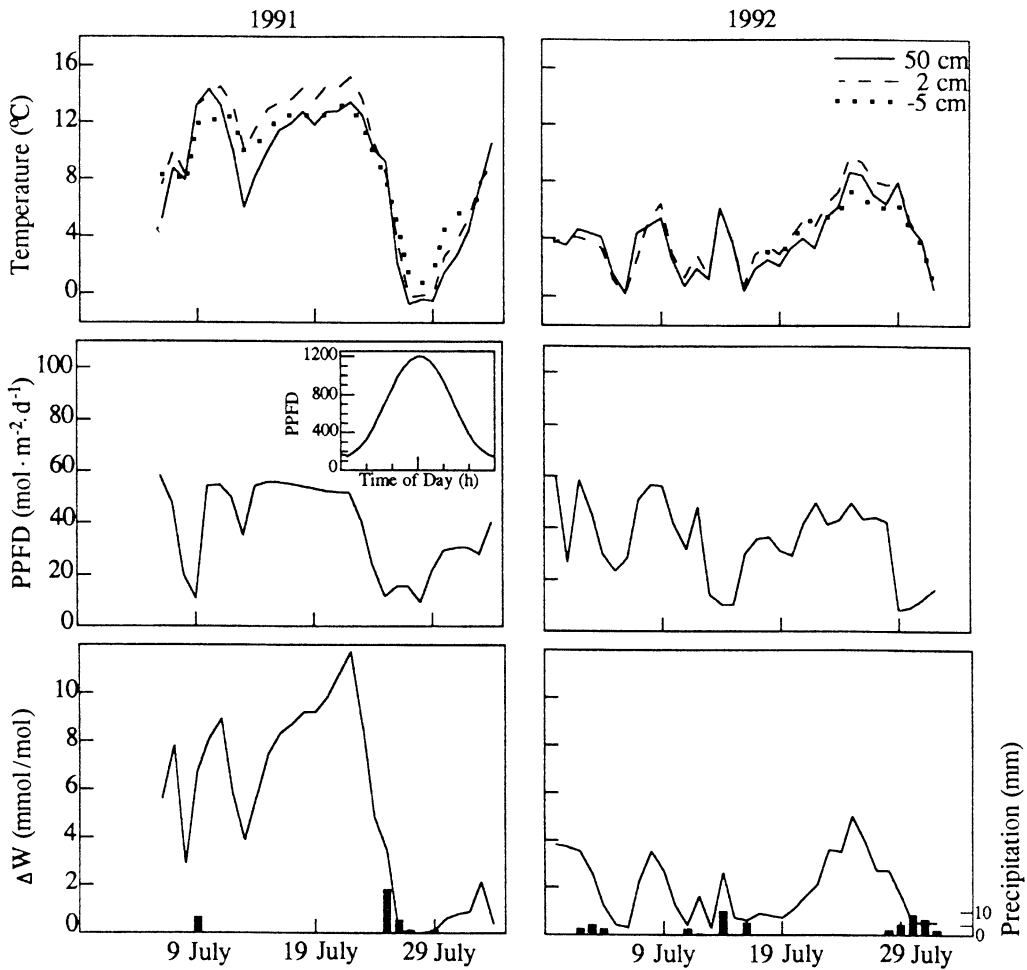 1991
1992
Temperature (ºC)
16
12
8
4
0
50 cm
2 cm
-5 cm
PPFD (mol · m-2· d-1)
100
80
60
40
20
0
PPFD
1200
800
400
0
Time of Day (h)
ΔW (mmol/mol)
10
8
6
4
2
0
Precipitation (mm)
10
0
9 July
19 July
29 July
9 July
19 July
29 July